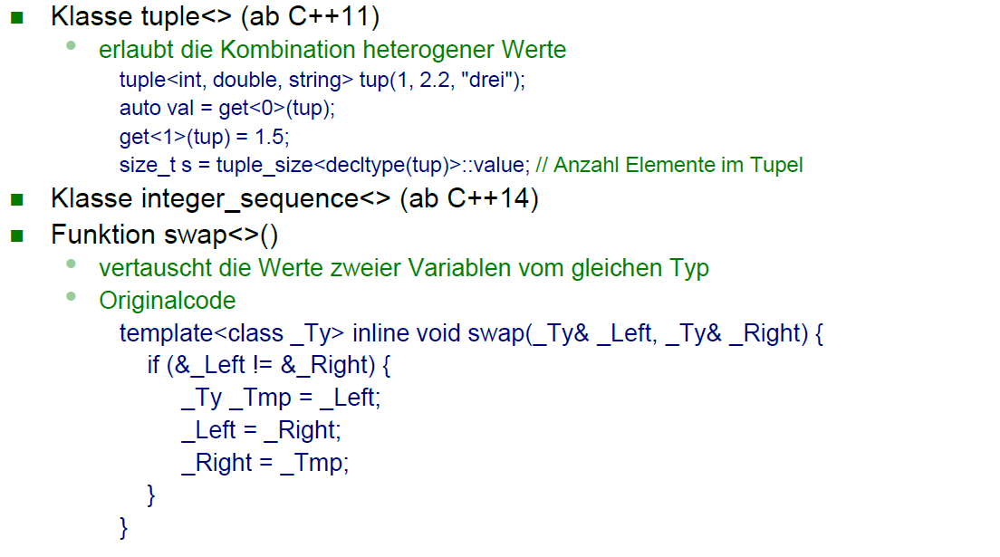 Klasse tuple<> (ab C++11)
erlaubt die Kombination heterogener Werte
tuple<int, double, string> tup(1, 2.2, "drei");
auto val = get<0>(tup);
get<1>(tup) = 1.5;
size_t s = tuple_size<decltype(tup)>::value; // Anzahl Elemente im Tupel
Klasse integer_sequence<> (ab C++14)
Funktion swap<>()
vertauscht die Werte zweier Variablen vom gleichen Typ
Originalcode
template<class _Ty> inline void swap(_Ty& _Left, _Ty& _Right) {
if (&_Left != &_Right) {
_Ty _Tmp = _Left;
_Left = _Right;
_Right = _Tmp;
}
}